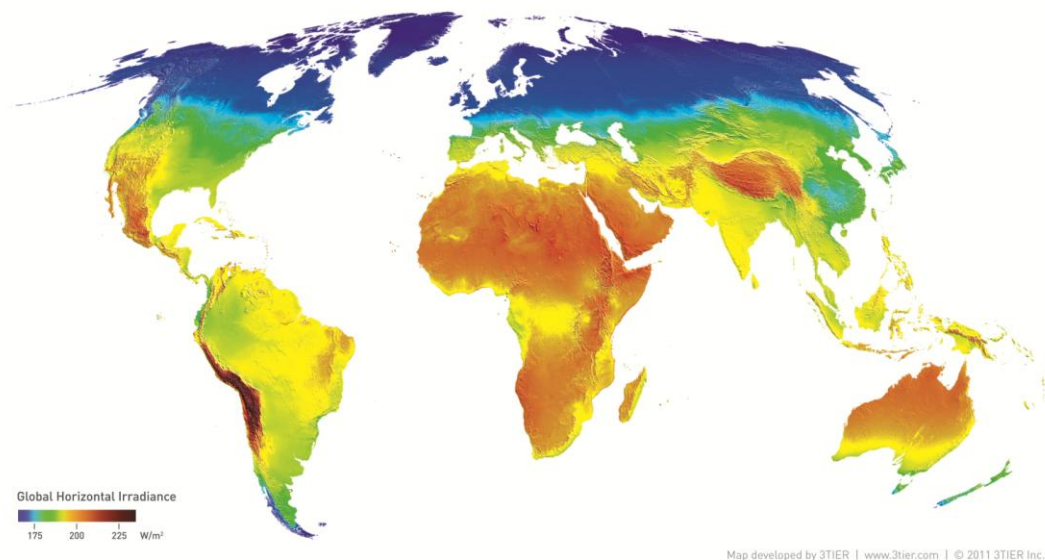 Global Horizontal Irradiance
175 200 225 W/m²
Map developed by 3TIER | www.3tier.com | © 2011 3TIER Inc.